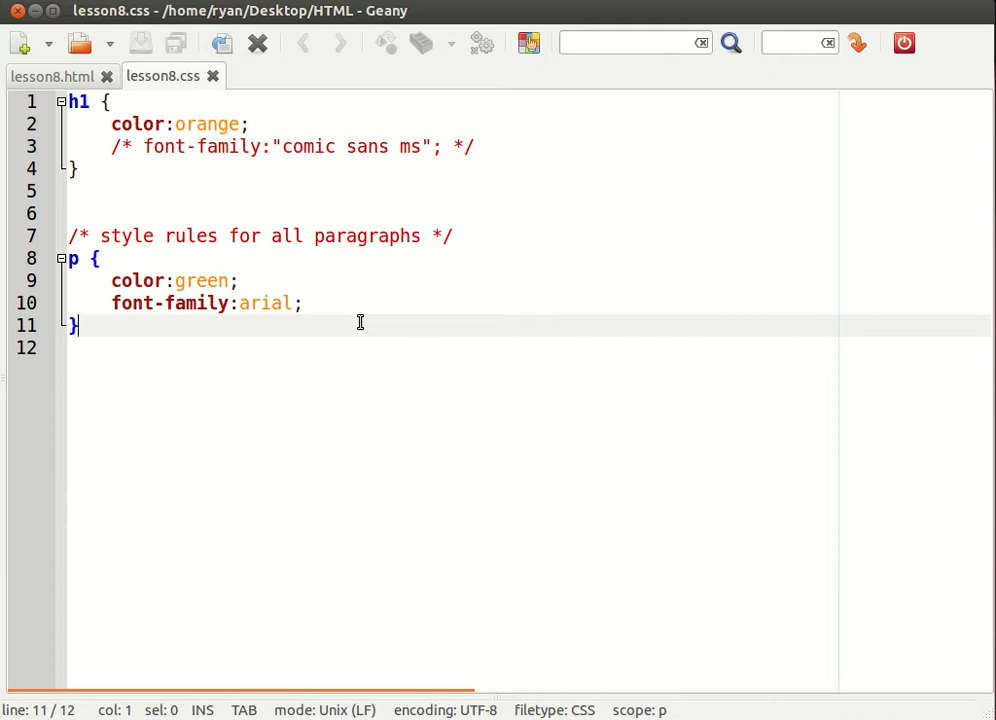 lesson8.css - /home/ryan/Desktop/HTML - Geany
lesson8.html lesson8.css
1 h1 {
2 color:orange;
3 /* font-family:"comic sans ms"; */
4 }
5
6
7 /* style rules for all paragraphs */
8 p {
9 color:green;
10 font-family:arial;
11 }
12
line: 11 / 12 col: 1 sel: 0 INS TAB mode: Unix (LF) encoding: UTF-8 filetype: CSS scope: p